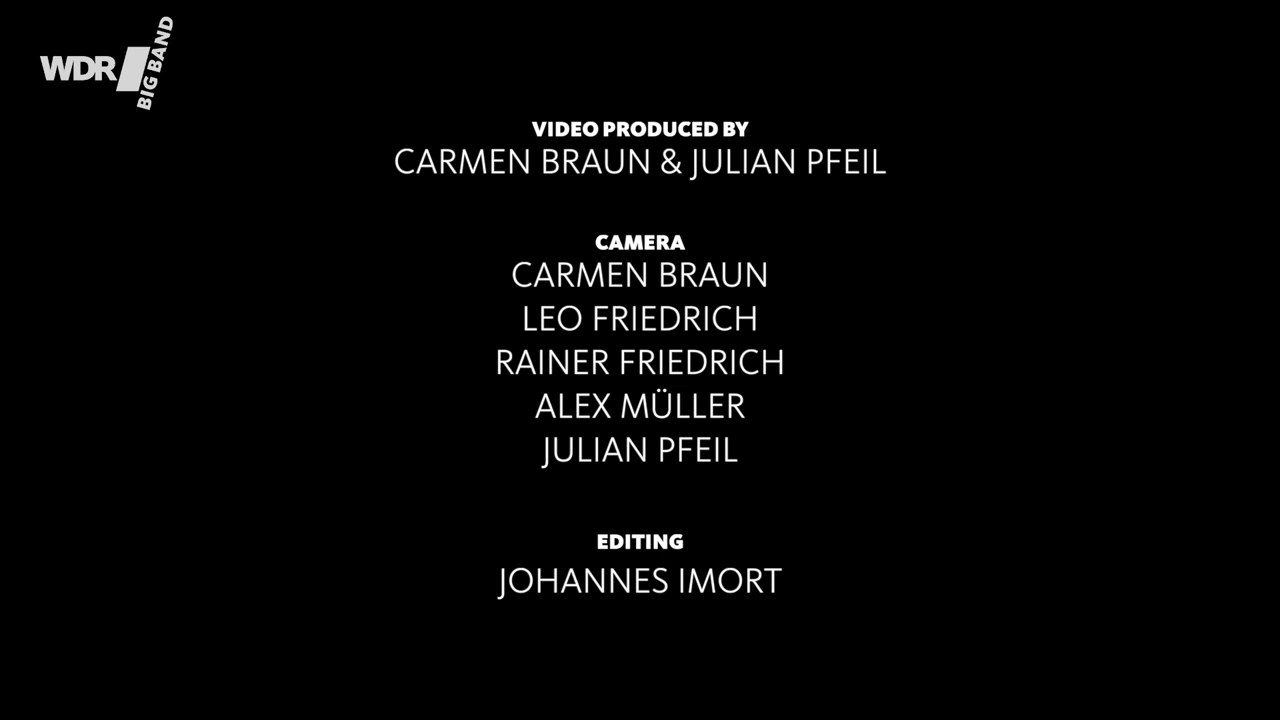 WDR BIG BAND
VIDEO PRODUCED BY
CARMEN BRAUN & JULIAN PFEIL
CAMERA
CARMEN BRAUN
LEO FRIEDRICH
RAINER FRIEDRICH
ALEX MÜLLER
JULIAN PFEIL
EDITING
JOHANNES IMORT